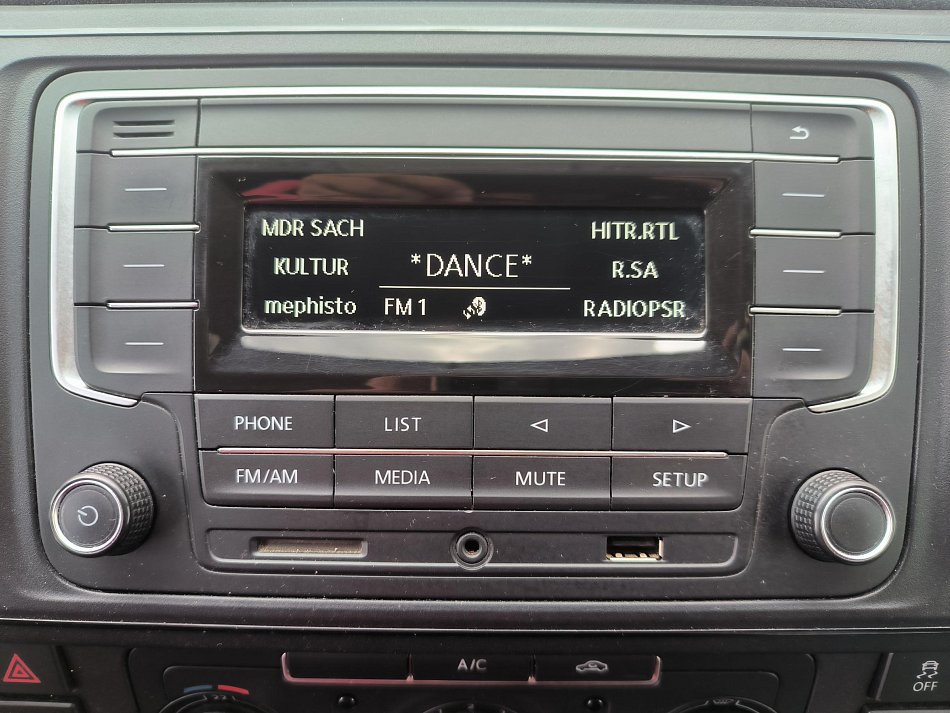 MDR SACH
HITR.RTL
KULTUR
*DANCE*
R.SA
mephisto
FM 1
RADIOPSR
PHONE
LIST
FM/AM
MEDIA
MUTE
SETUP
A/C
OFF